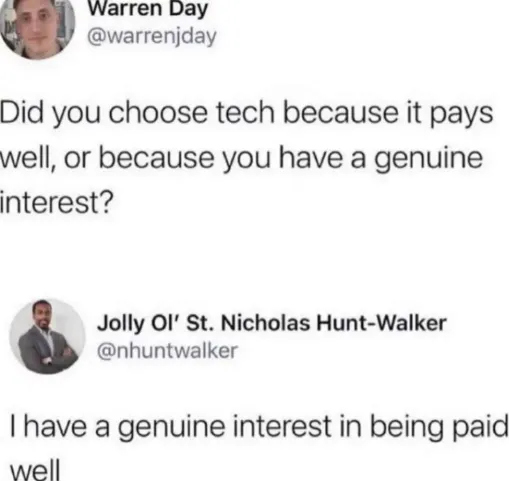 Warren Day
@warrenjday
Did you choose tech because it pays
well, or because you have a genuine
interest?
Jolly Ol' St. Nicholas Hunt-Walker
@nhuntwalker
I have a genuine interest in being paid
well